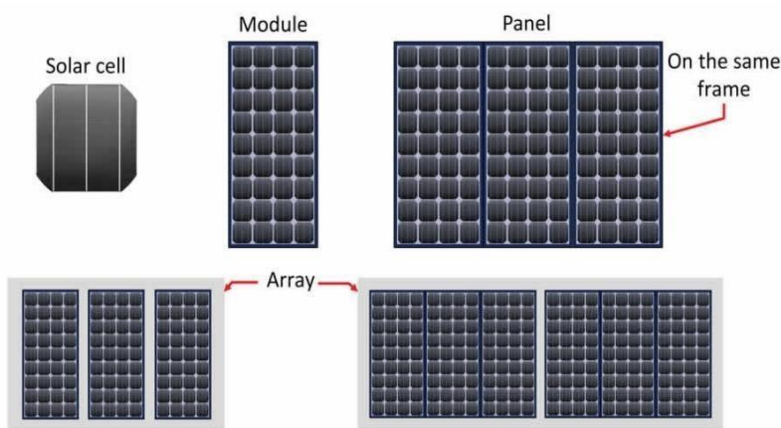 Module
Panel
Solar cell
On the same
frame
Array